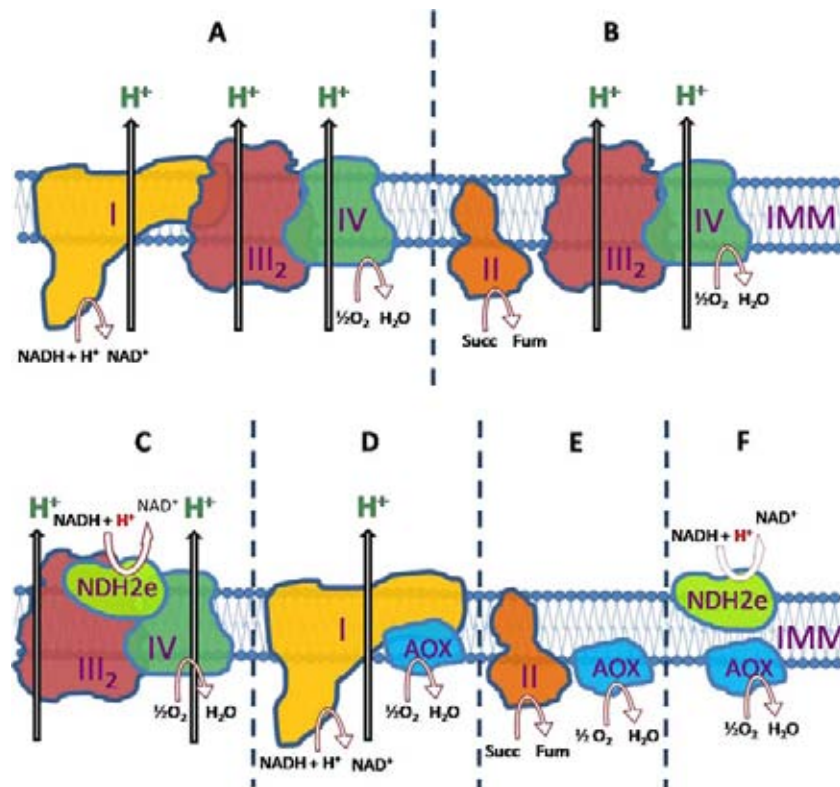 A
B
H⁺ H⁺ H⁺
H⁺ H⁺
I
III₂
IV
½O₂ H₂O
NADH + H⁺ NAD⁺
II
III₂
IV
IMM
½O₂ H₂O
Succ Fum
C
D
E
F
H⁺
NADH + H⁺ NAD⁺
H⁺
NDH2e
III₂
IV
½O₂ H₂O
H⁺
I
AOX
½O₂ H₂O
NADH + H⁺ NAD⁺
II
AOX
Succ Fum
½ O₂ H₂O
NADH + H⁺ NAD⁺
NDH2e
IMM
AOX
½O₂ H₂O